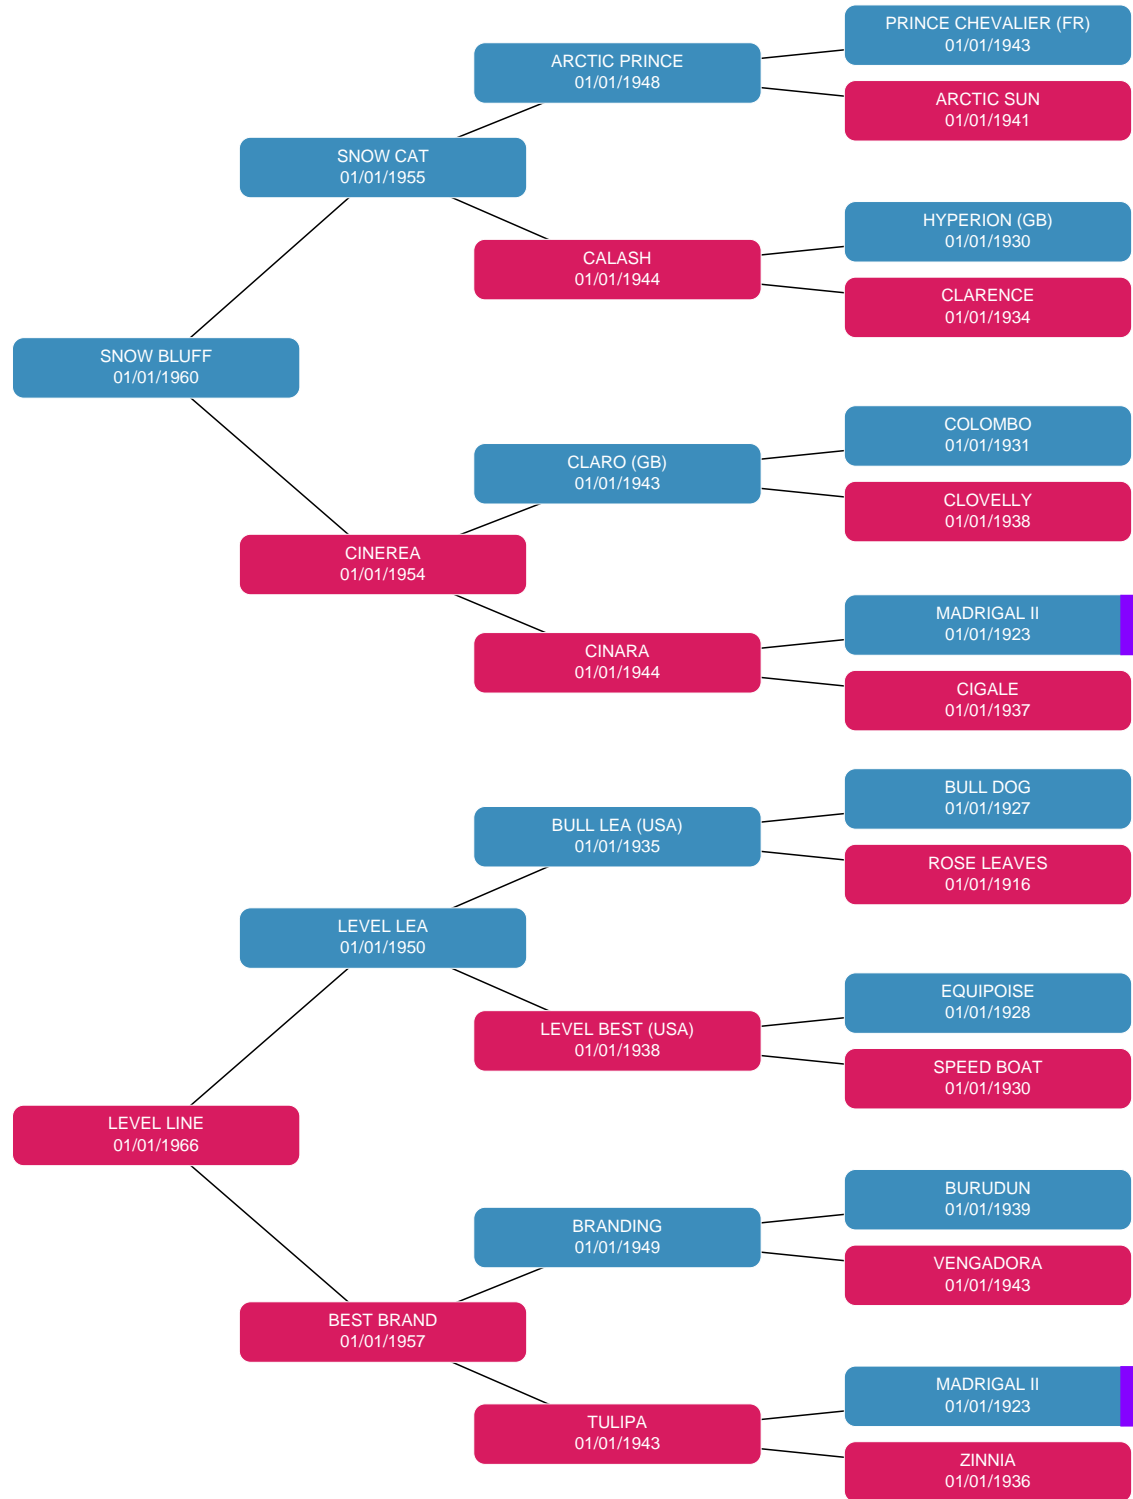 PRINCE CHEVALIER (FR)
01/01/1943
ARCTIC PRINCE
01/01/1948
ARCTIC SUN
01/01/1941
SNOW CAT
01/01/1955
HYPERION (GB)
01/01/1930
CALASH
01/01/1944
CLARENCE
01/01/1934
SNOW BLUFF
01/01/1960
COLOMBO
01/01/1931
CLARO (GB)
01/01/1943
CLOVELLY
01/01/1938
CINEREA
01/01/1954
MADRIGAL II
01/01/1923
CINARA
01/01/1944
CIGALE
01/01/1937
BULL DOG
01/01/1927
BULL LEA (USA)
01/01/1935
ROSE LEAVES
01/01/1916
LEVEL LEA
01/01/1950
EQUIPOISE
01/01/1928
LEVEL BEST (USA)
01/01/1938
SPEED BOAT
01/01/1930
LEVEL LINE
01/01/1966
BURUDUN
01/01/1939
BRANDING
01/01/1949
VENGADORA
01/01/1943
BEST BRAND
01/01/1957
MADRIGAL II
01/01/1923
TULIPA
01/01/1943
ZINNIA
01/01/1936